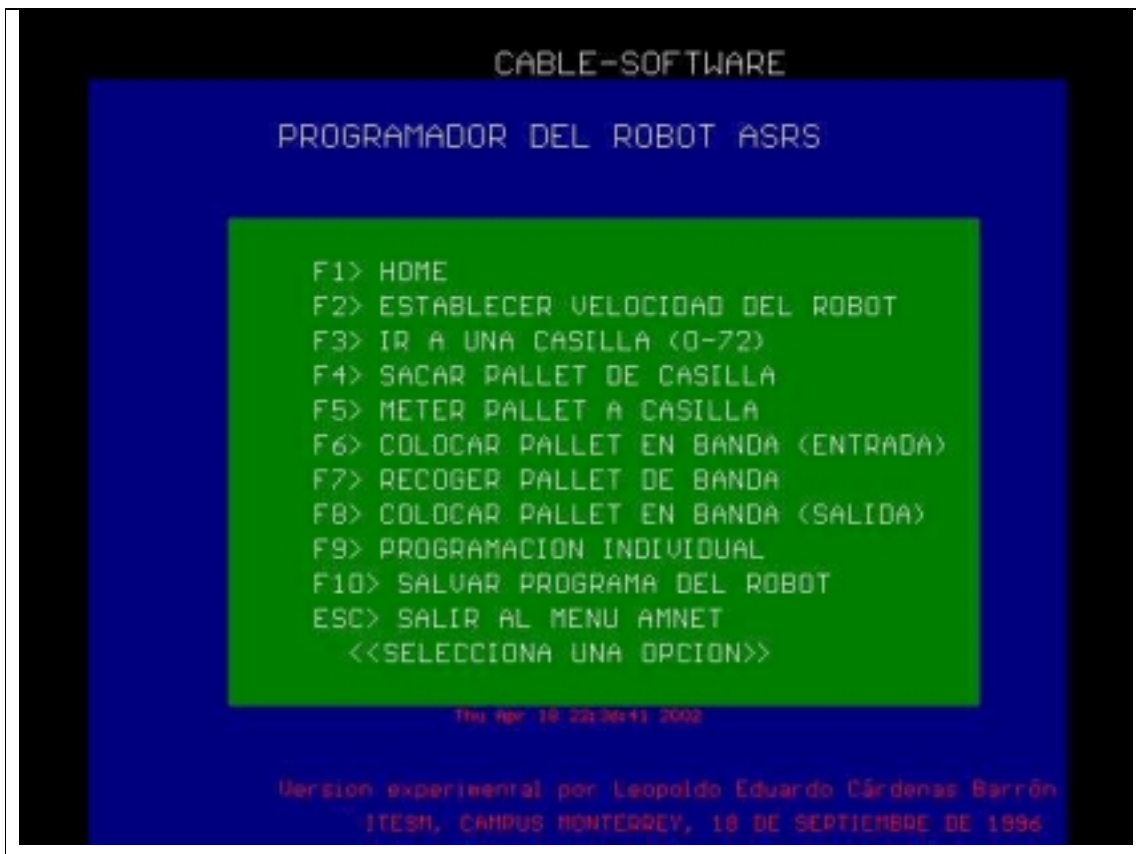 CABLE-SOFTWARE
PROGRAMADOR DEL ROBOT ASRS
F1> HOME
F2> ESTABLECER VELOCIDAD DEL ROBOT
F3> IR A UNA CASILLA (0-72)
F4> SACAR PALLET DE CASILLA
F5> METER PALLET A CASILLA
F6> COLOCAR PALLET EN BANDA (ENTRADA)
F7> RECOGER PALLET DE BANDA
F8> COLOCAR PALLET EN BANDA (SALIDA)
F9> PROGRAMACION INDIVIDUAL
F10> SALVAR PROGRAMA DEL ROBOT
ESC> SALIR AL MENU AMNET
<<SELECCIONA UNA OPCION>>
Thu Apr 18 22:36:41 2002
Version experimental por Leopoldo Eduardo Cárdenas Barrón
ITESM, CAMPUS MONTERREY, 18 DE SEPTIEMBRE DE 1996